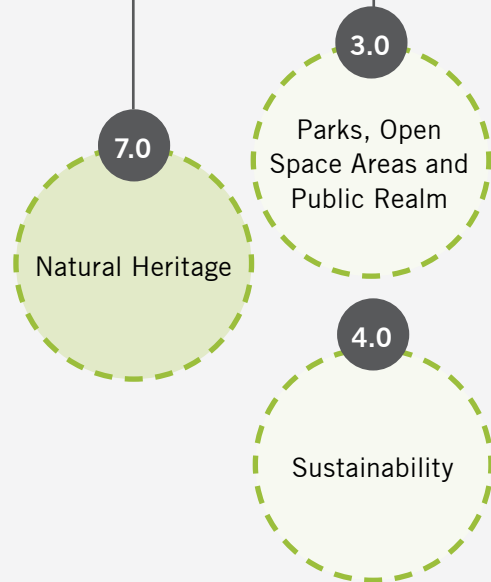 3.0
Parks, Open
Space Areas and
Public Realm
7.0
Natural Heritage
4.0
Sustainability